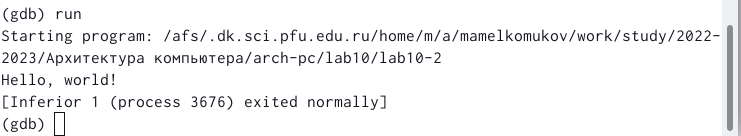 (gdb) run
Starting program: /afs/.dk.sci.pfu.edu.ru/home/m/a/mamelkomukov/work/study/2022-
2023/Архитектура компьютера/arch-pc/lab10/lab10-2
Hello, world!
[Inferior 1 (process 3676) exited normally]
(gdb)